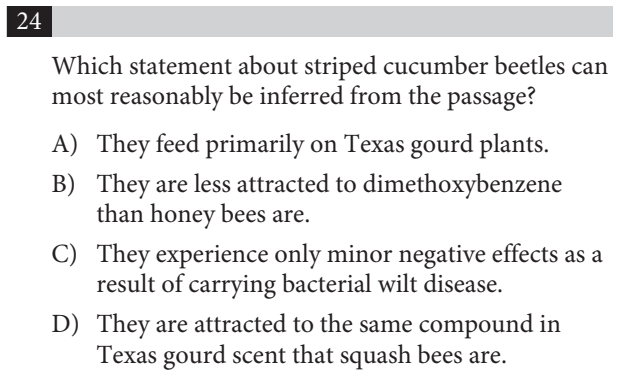 24
Which statement about striped cucumber beetles can
most reasonably be inferred from the passage?
A) They feed primarily on Texas gourd plants.
B) They are less attracted to dimethoxybenzene
than honey bees are.
C) They experience only minor negative effects as a
result of carrying bacterial wilt disease.
D) They are attracted to the same compound in
Texas gourd scent that squash bees are.